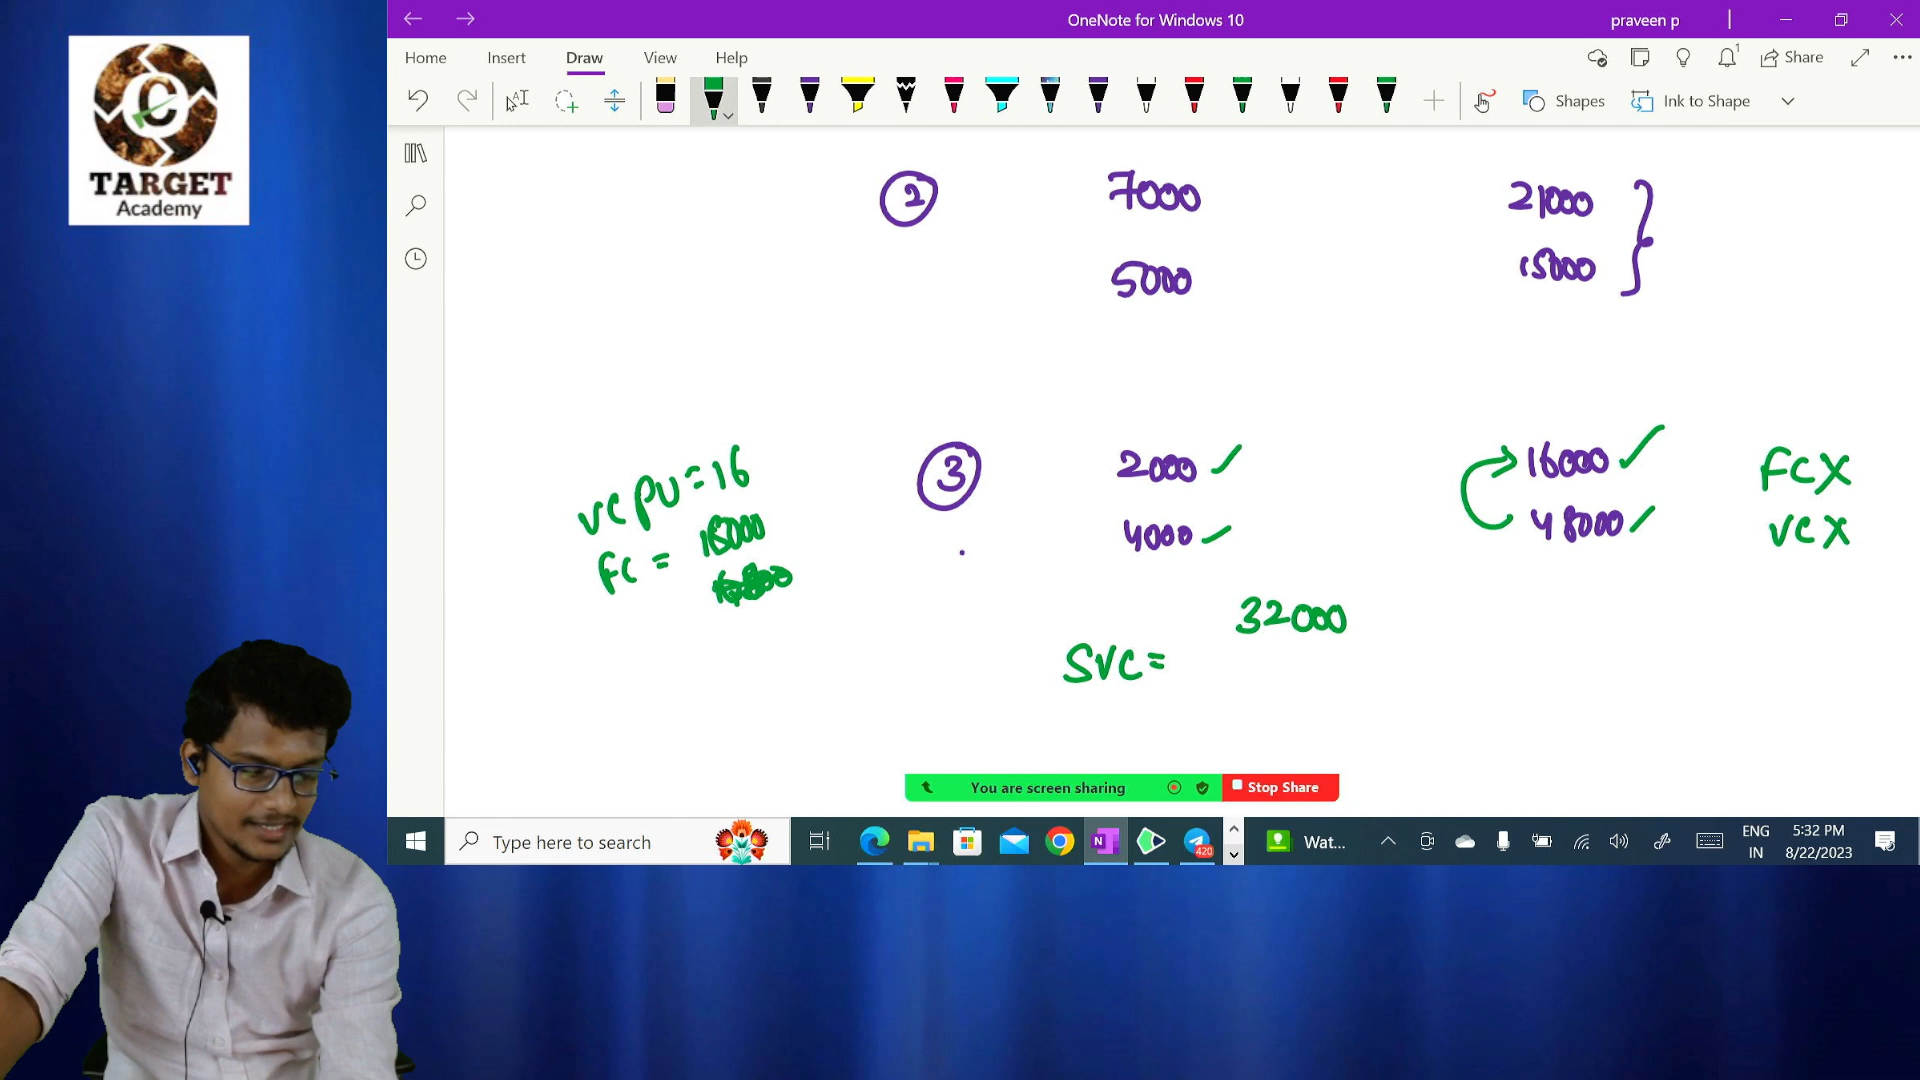 OneNote for Windows 10
praveen p
Home Insert Draw View Help
Share
Shapes
Ink to Shape
C
TARGET
Academy
2 7000 21000
5000 15000
VC PU = 16
FC = 18000
3 2000 16000 FC X
4000 48000 VC X
32000
SVC =
You are screen sharing
Stop Share
Type here to search
420
Wat...
ENG
IN
5:32 PM
8/22/2023